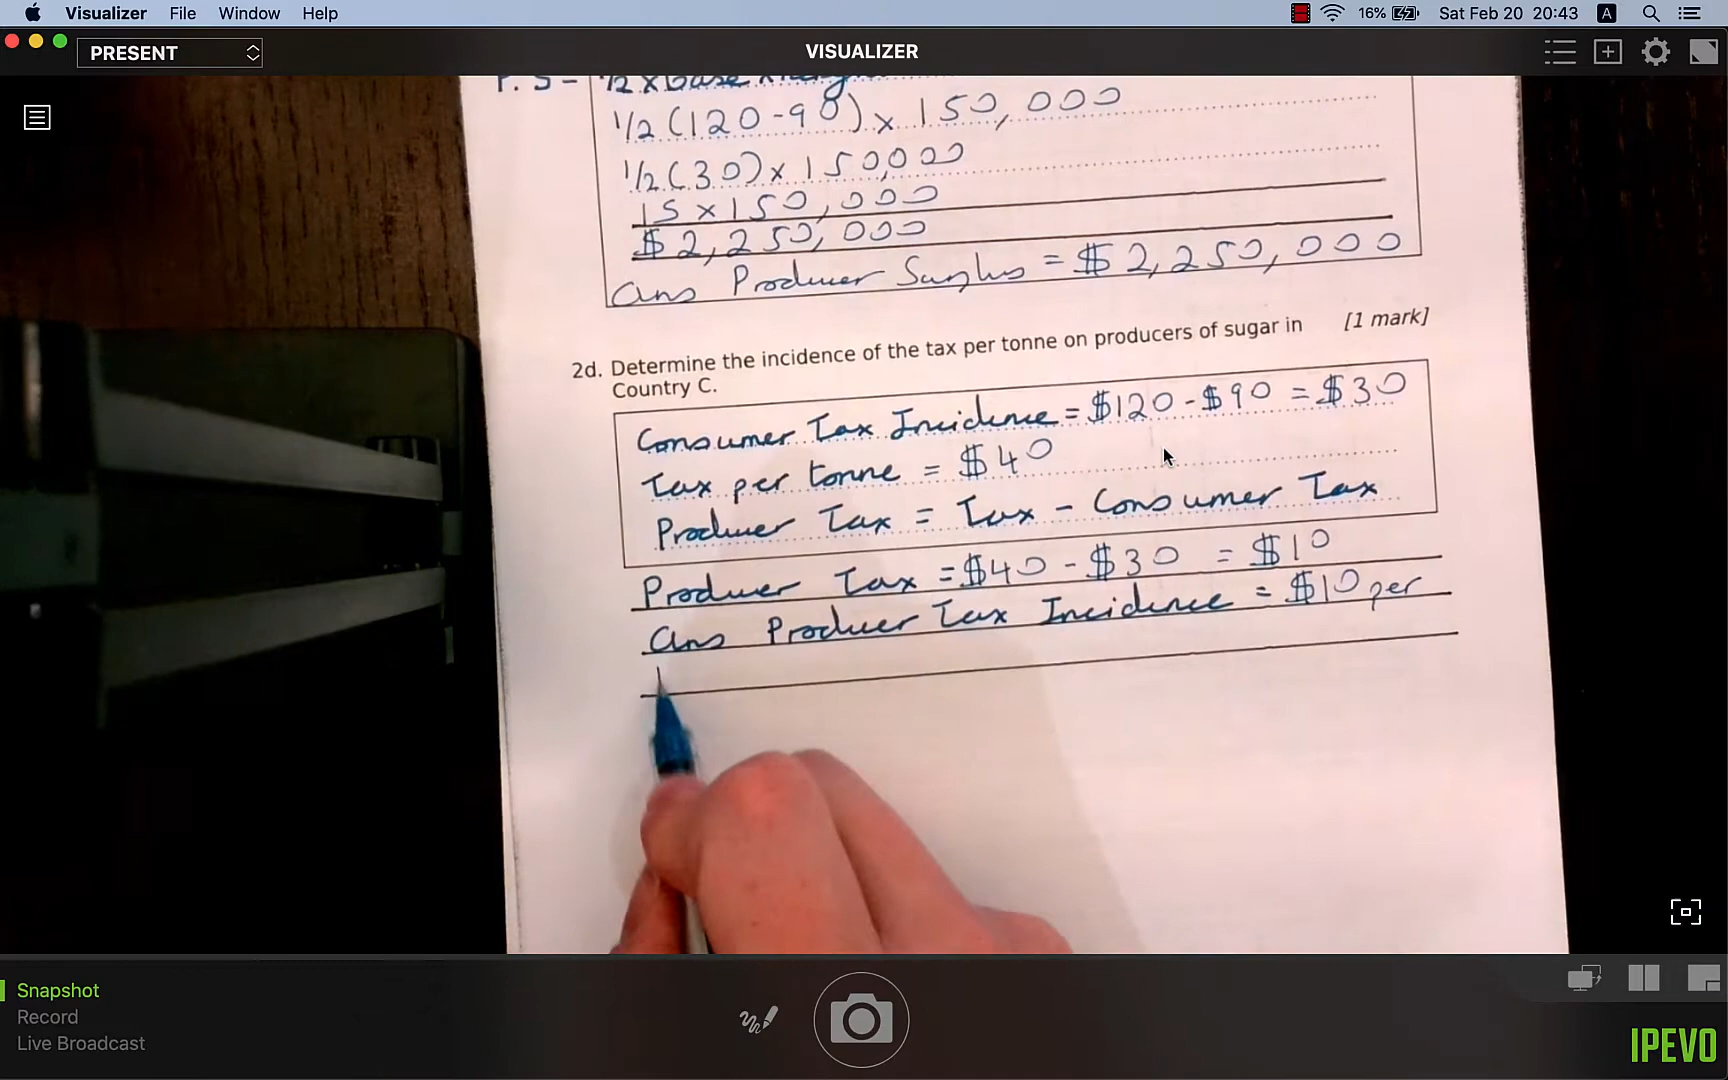 Visualizer File Window Help 16% Sat Feb 20 20:43 A
PRESENT
VISUALIZER
P.S = 1/2 x base x
1/2 (120-90) x 150,000
1/2 (30) x 150,000
15 x 150,000
$2,250,000
Ans Producer Surplus = $2,250,000
2d. Determine the incidence of the tax per tonne on producers of sugar in [1 mark]
Country C.
Consumer Tax Incidence = $120 - $90 = $30
Tax per tonne = $40
Producer Tax = Tax - Consumer Tax
Producer Tax = $40 - $30 = $10
Ans Producer Tax Incidence = $10 per
Snapshot
Record
Live Broadcast
IPEVO